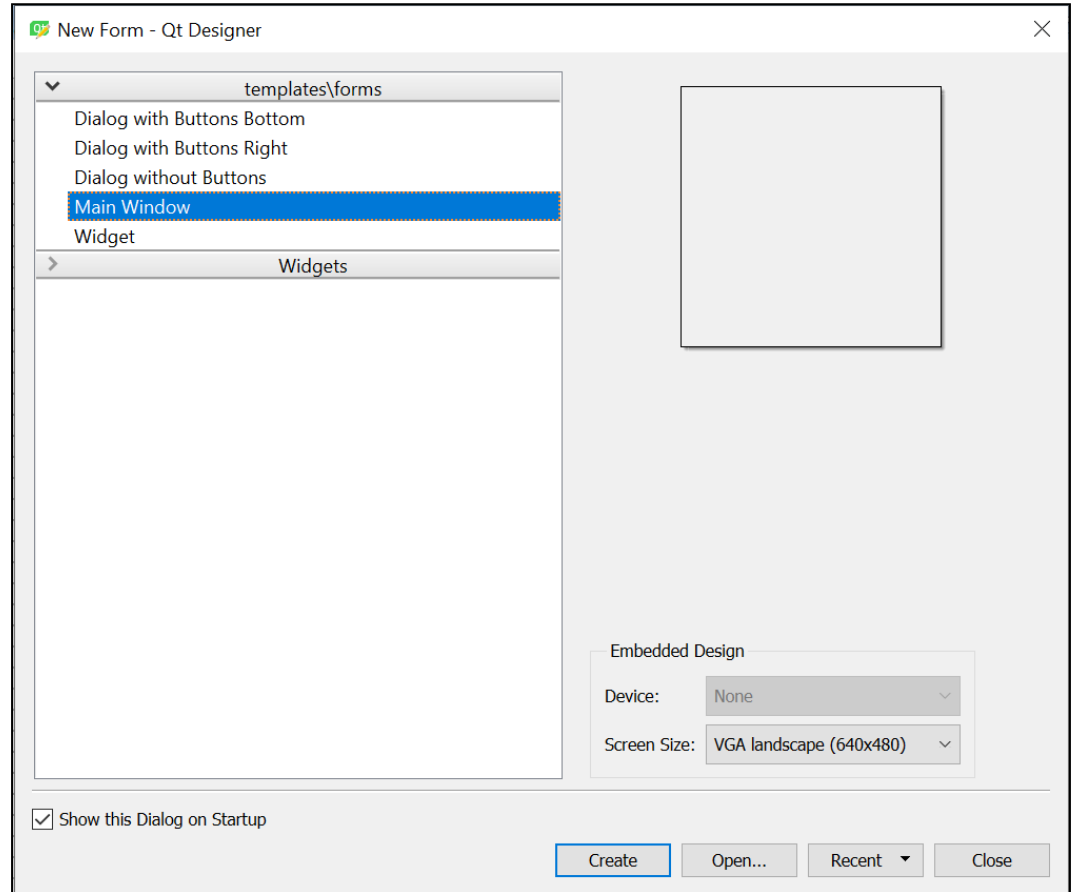 New Form - Qt Designer
templates\forms
Dialog with Buttons Bottom
Dialog with Buttons Right
Dialog without Buttons
Main Window
Widget
Widgets
Embedded Design
Device: None
Screen Size: VGA landscape (640x480)
Show this Dialog on Startup
Create Open... Recent Close